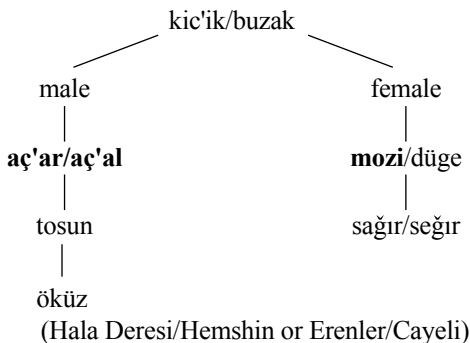 kic'ik/buzak
male female
aç'ar/aç'al mozi/düge
tosun sağır/seğır
öküz
(Hala Deresi/Hemshin or Erenler/Cayeli)